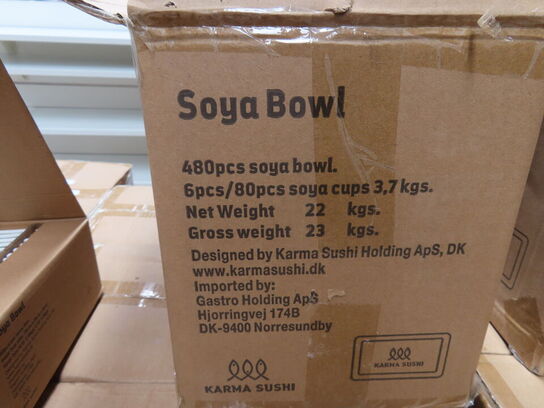 Soya Bowl
480pcs soya bowl.
6pcs/80pcs soya cups 3,7 kgs.
Net Weight 22 kgs.
Gross weight 23 kgs.
Designed by Karma Sushi Holding ApS, DK
www.karmasushi.dk
Imported by:
Gastro Holding ApS
Hjorringvej 174B
DK-9400 Norresundby
KARMA SUSHI
KARMA SUSHI
Soya Bowl